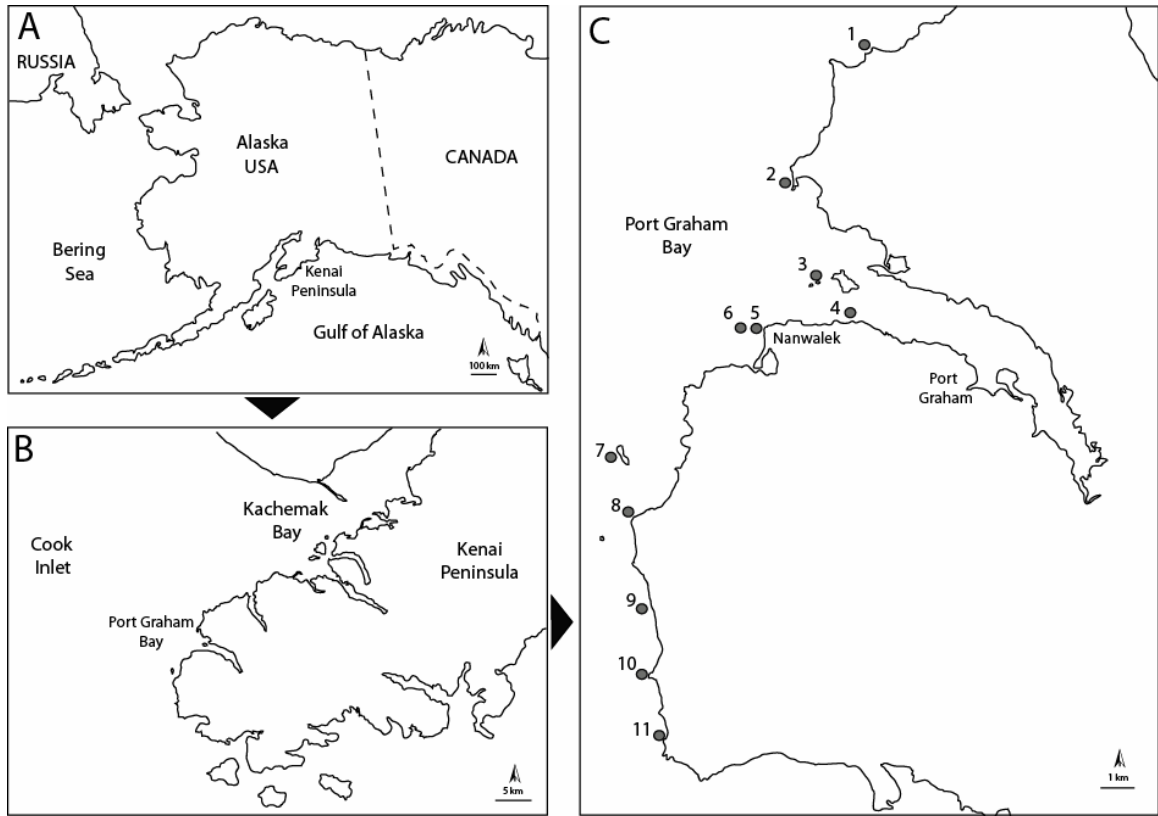 A
RUSSIA
Alaska
USA
CANADA
Bering
Sea
Kenai
Peninsula
Gulf of Alaska
100 km
B
Kachemak
Bay
Cook
Inlet
Kenai
Peninsula
Port Graham
Bay
5 km
C
1
2
Port Graham
Bay
3
4
6
5
Nanwalek
Port
Graham
7
8
9
10
11
1 km